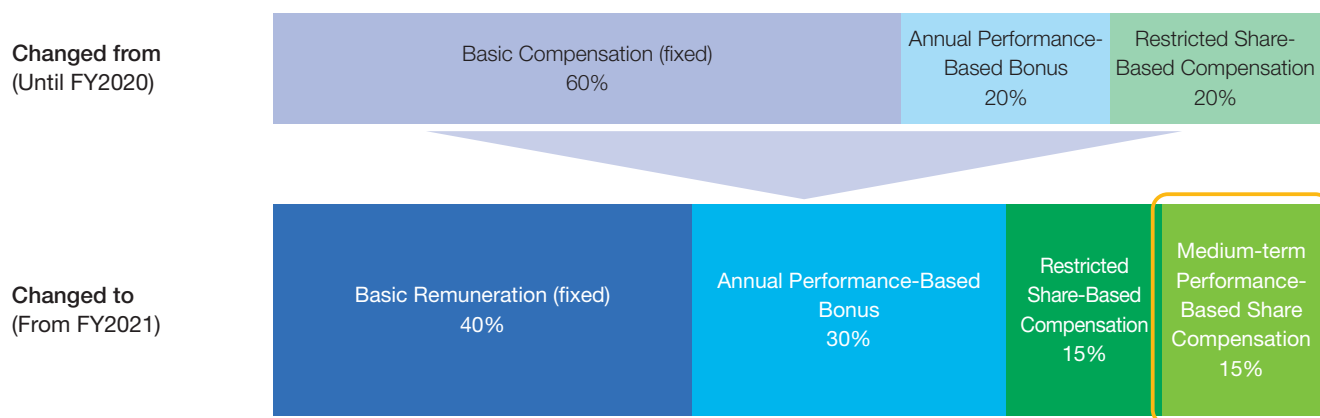 Changed from
(Until FY2020)
Basic Compensation (fixed)
60%
Annual Performance-
Based Bonus
20%
Restricted Share-
Based Compensation
20%
Changed to
(From FY2021)
Basic Remuneration (fixed)
40%
Annual Performance-Based
Bonus
30%
Restricted
Share-Based
Compensation
15%
Medium-term
Performance-
Based Share
Compensation
15%